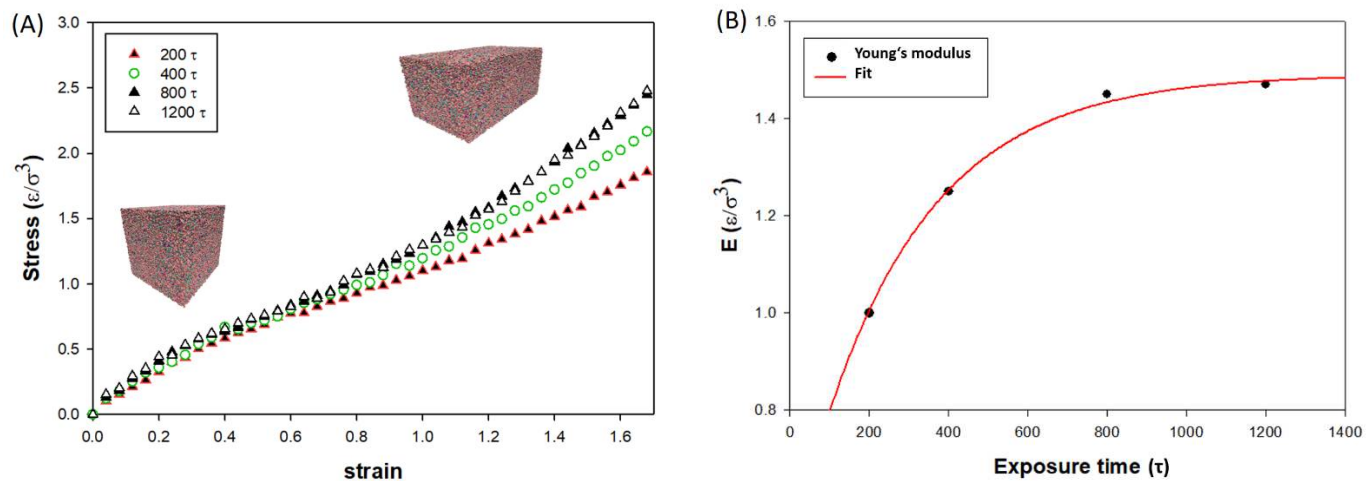 (A)
3.0
2.5
2.0
1.5
1.0
0.5
0.0
Stress (ε/σ³)
200 τ
400 τ
800 τ
1200 τ
0.0 0.2 0.4 0.6 0.8 1.0 1.2 1.4 1.6
strain
(B)
1.6
1.4
1.2
1.0
0.8
E (ε/σ³)
Young's modulus
Fit
0 200 400 600 800 1000 1200 1400
Exposure time (τ)